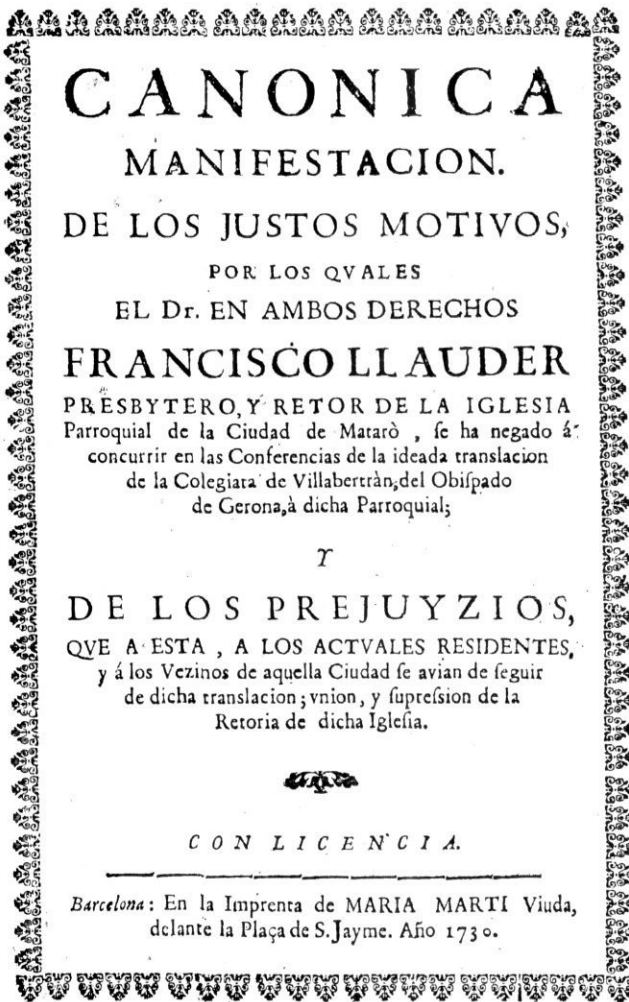 CANONICA
MANIFESTACION.
DE LOS JUSTOS MOTIVOS,
POR LOS QVALES
EL Dr. EN AMBOS DERECHOS
FRANCISCO LLAUDER
PRESBYTERO, Y RETOR DE LA IGLESIA
Parroquial de la Ciudad de Matarò , ſe ha negado á
concurrir en las Conferencias de la ideada translacion
de la Colegiata de Villabertràn, del Obiſpado
de Gerona, à dicha Parroquial;
Y
DE LOS PREJUYZIOS,
QVE A ESTA , A LOS ACTVALES RESIDENTES,
y á los Vezinos de aquella Ciudad ſe avian de ſeguir
de dicha translacion ; vnion, y ſupreſsion de la
Retoria de dicha Igleſia.
CON LICENCIA.
Barcelona : En la Imprenta de MARIA MARTI Viuda,
delante la Plaça de S. Jayme. Año 1730.